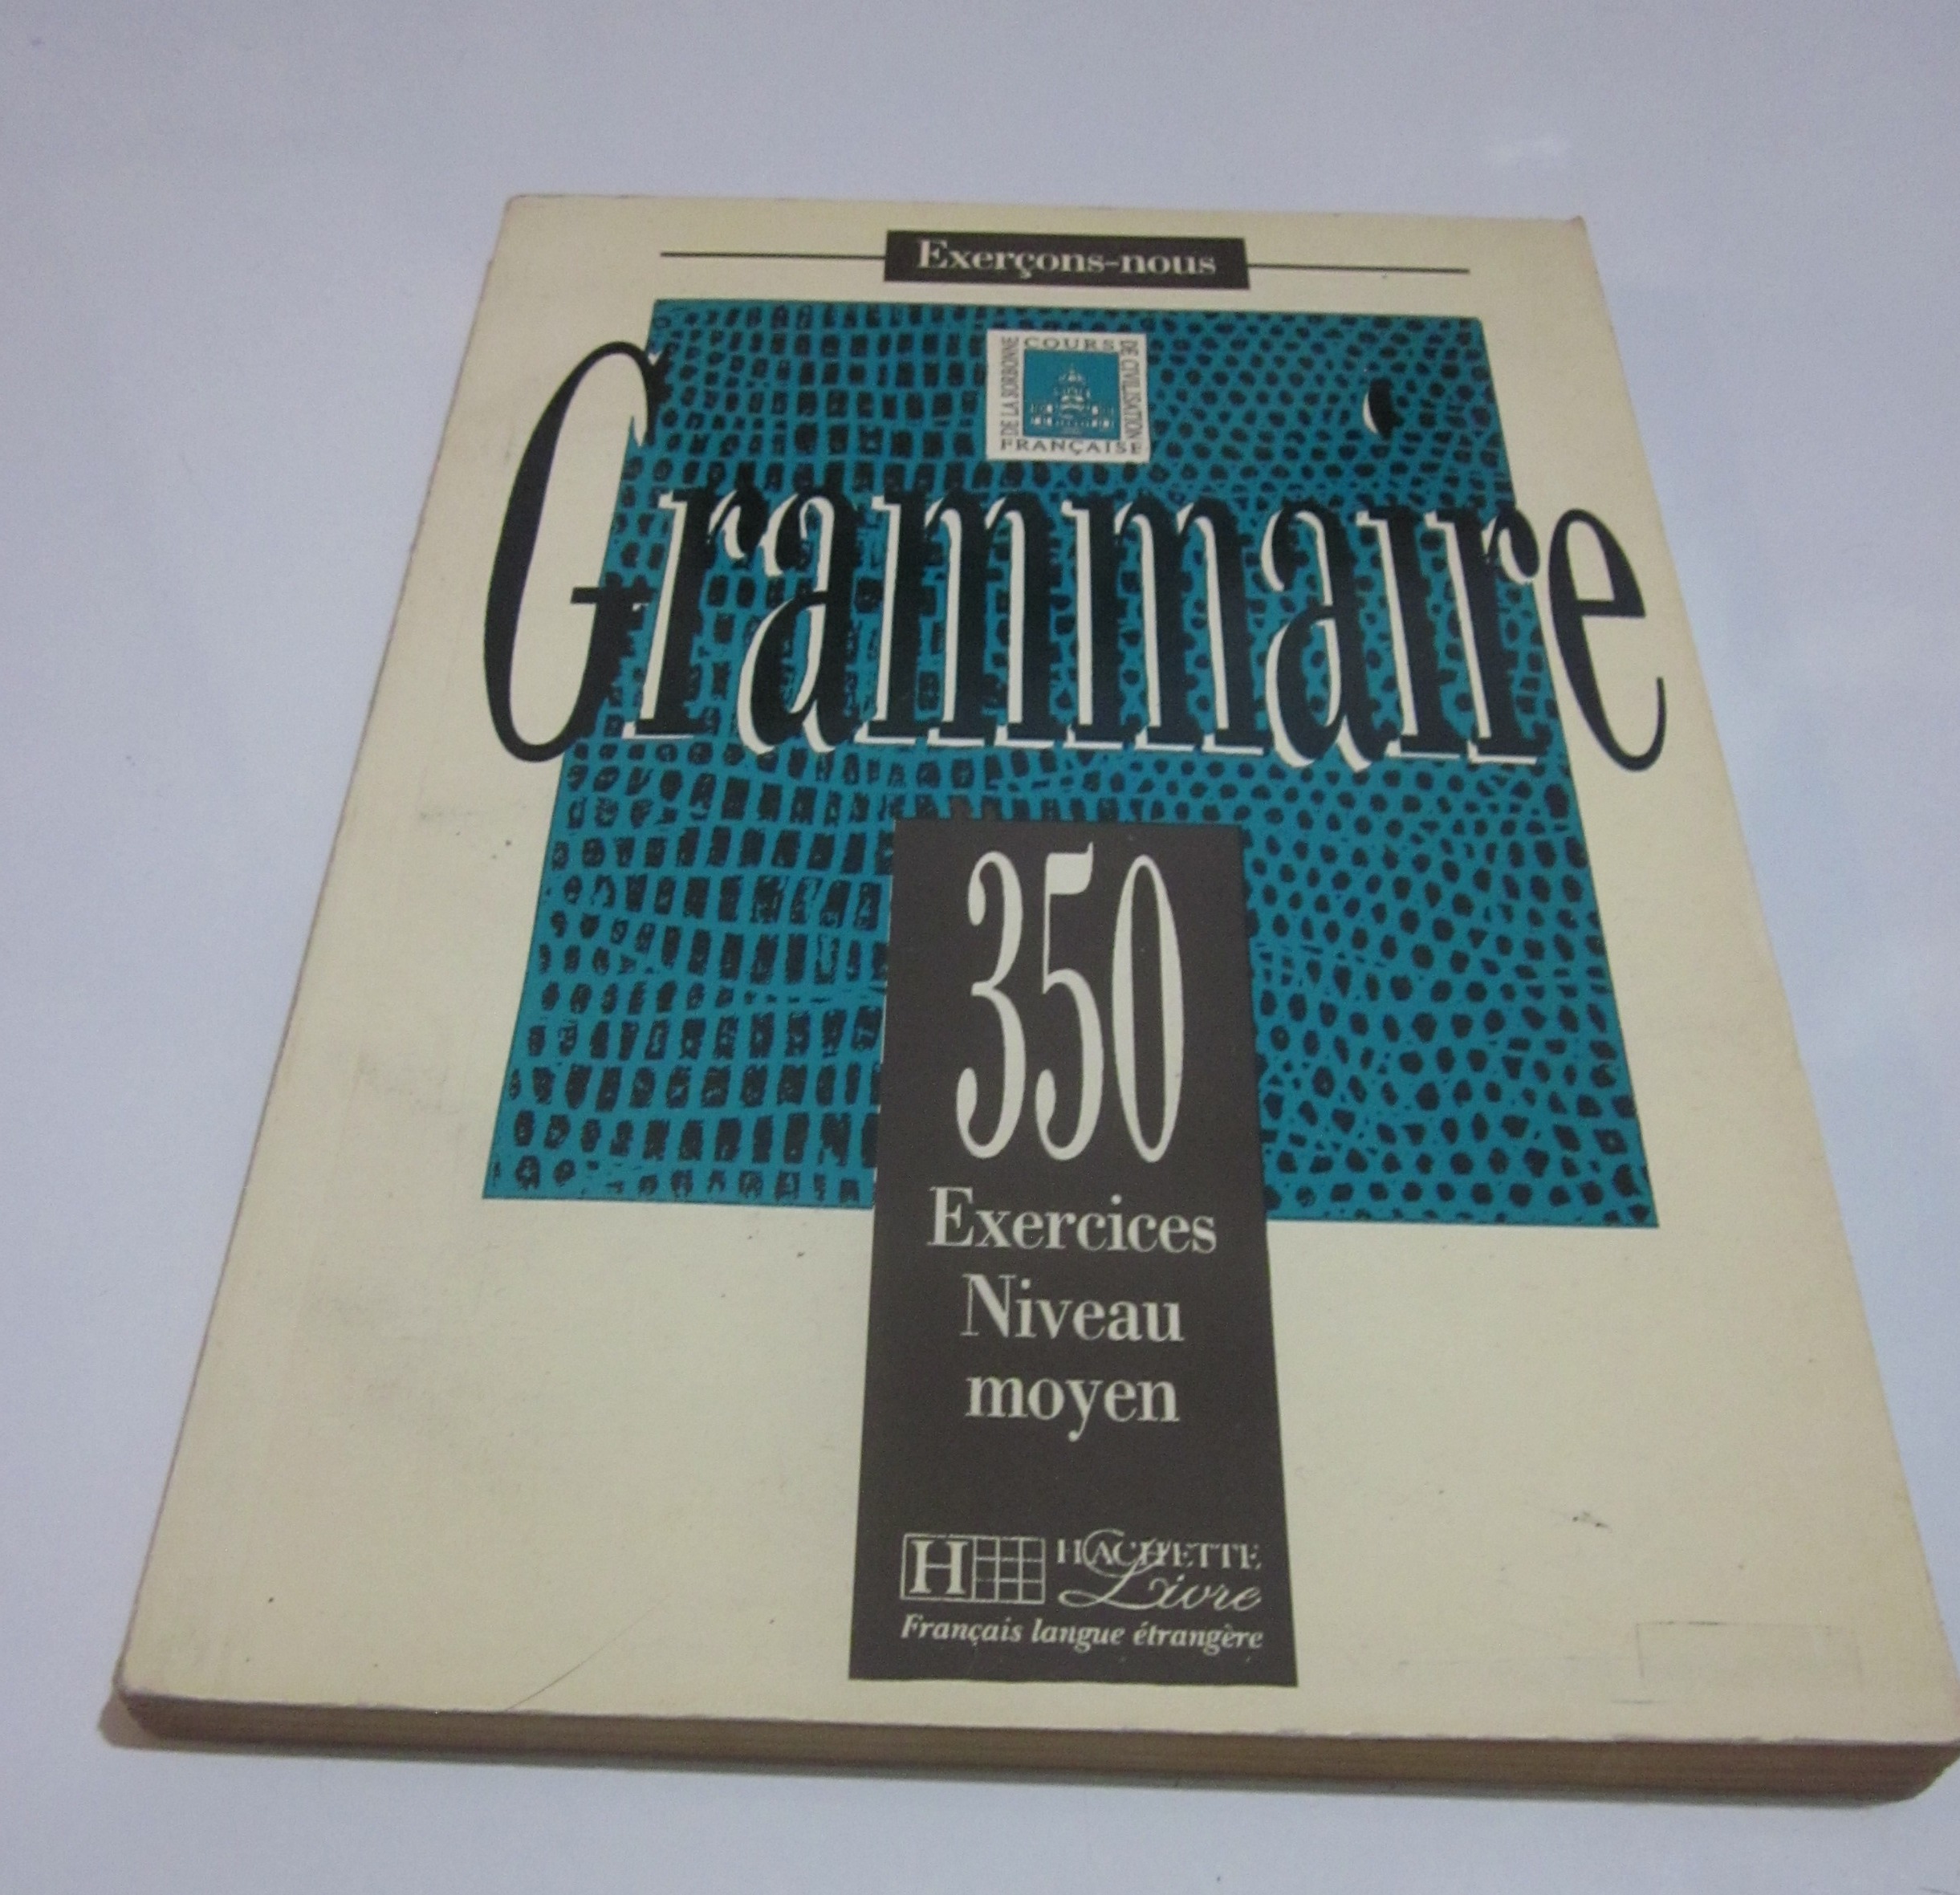 Exerçons-nous
COURS
DE CIVILISATION
FRANÇAISE
DE LA SORBONNE
Grammaire
350
Exercices
Niveau
moyen
H HACHETTE
Livre
Français langue étrangère